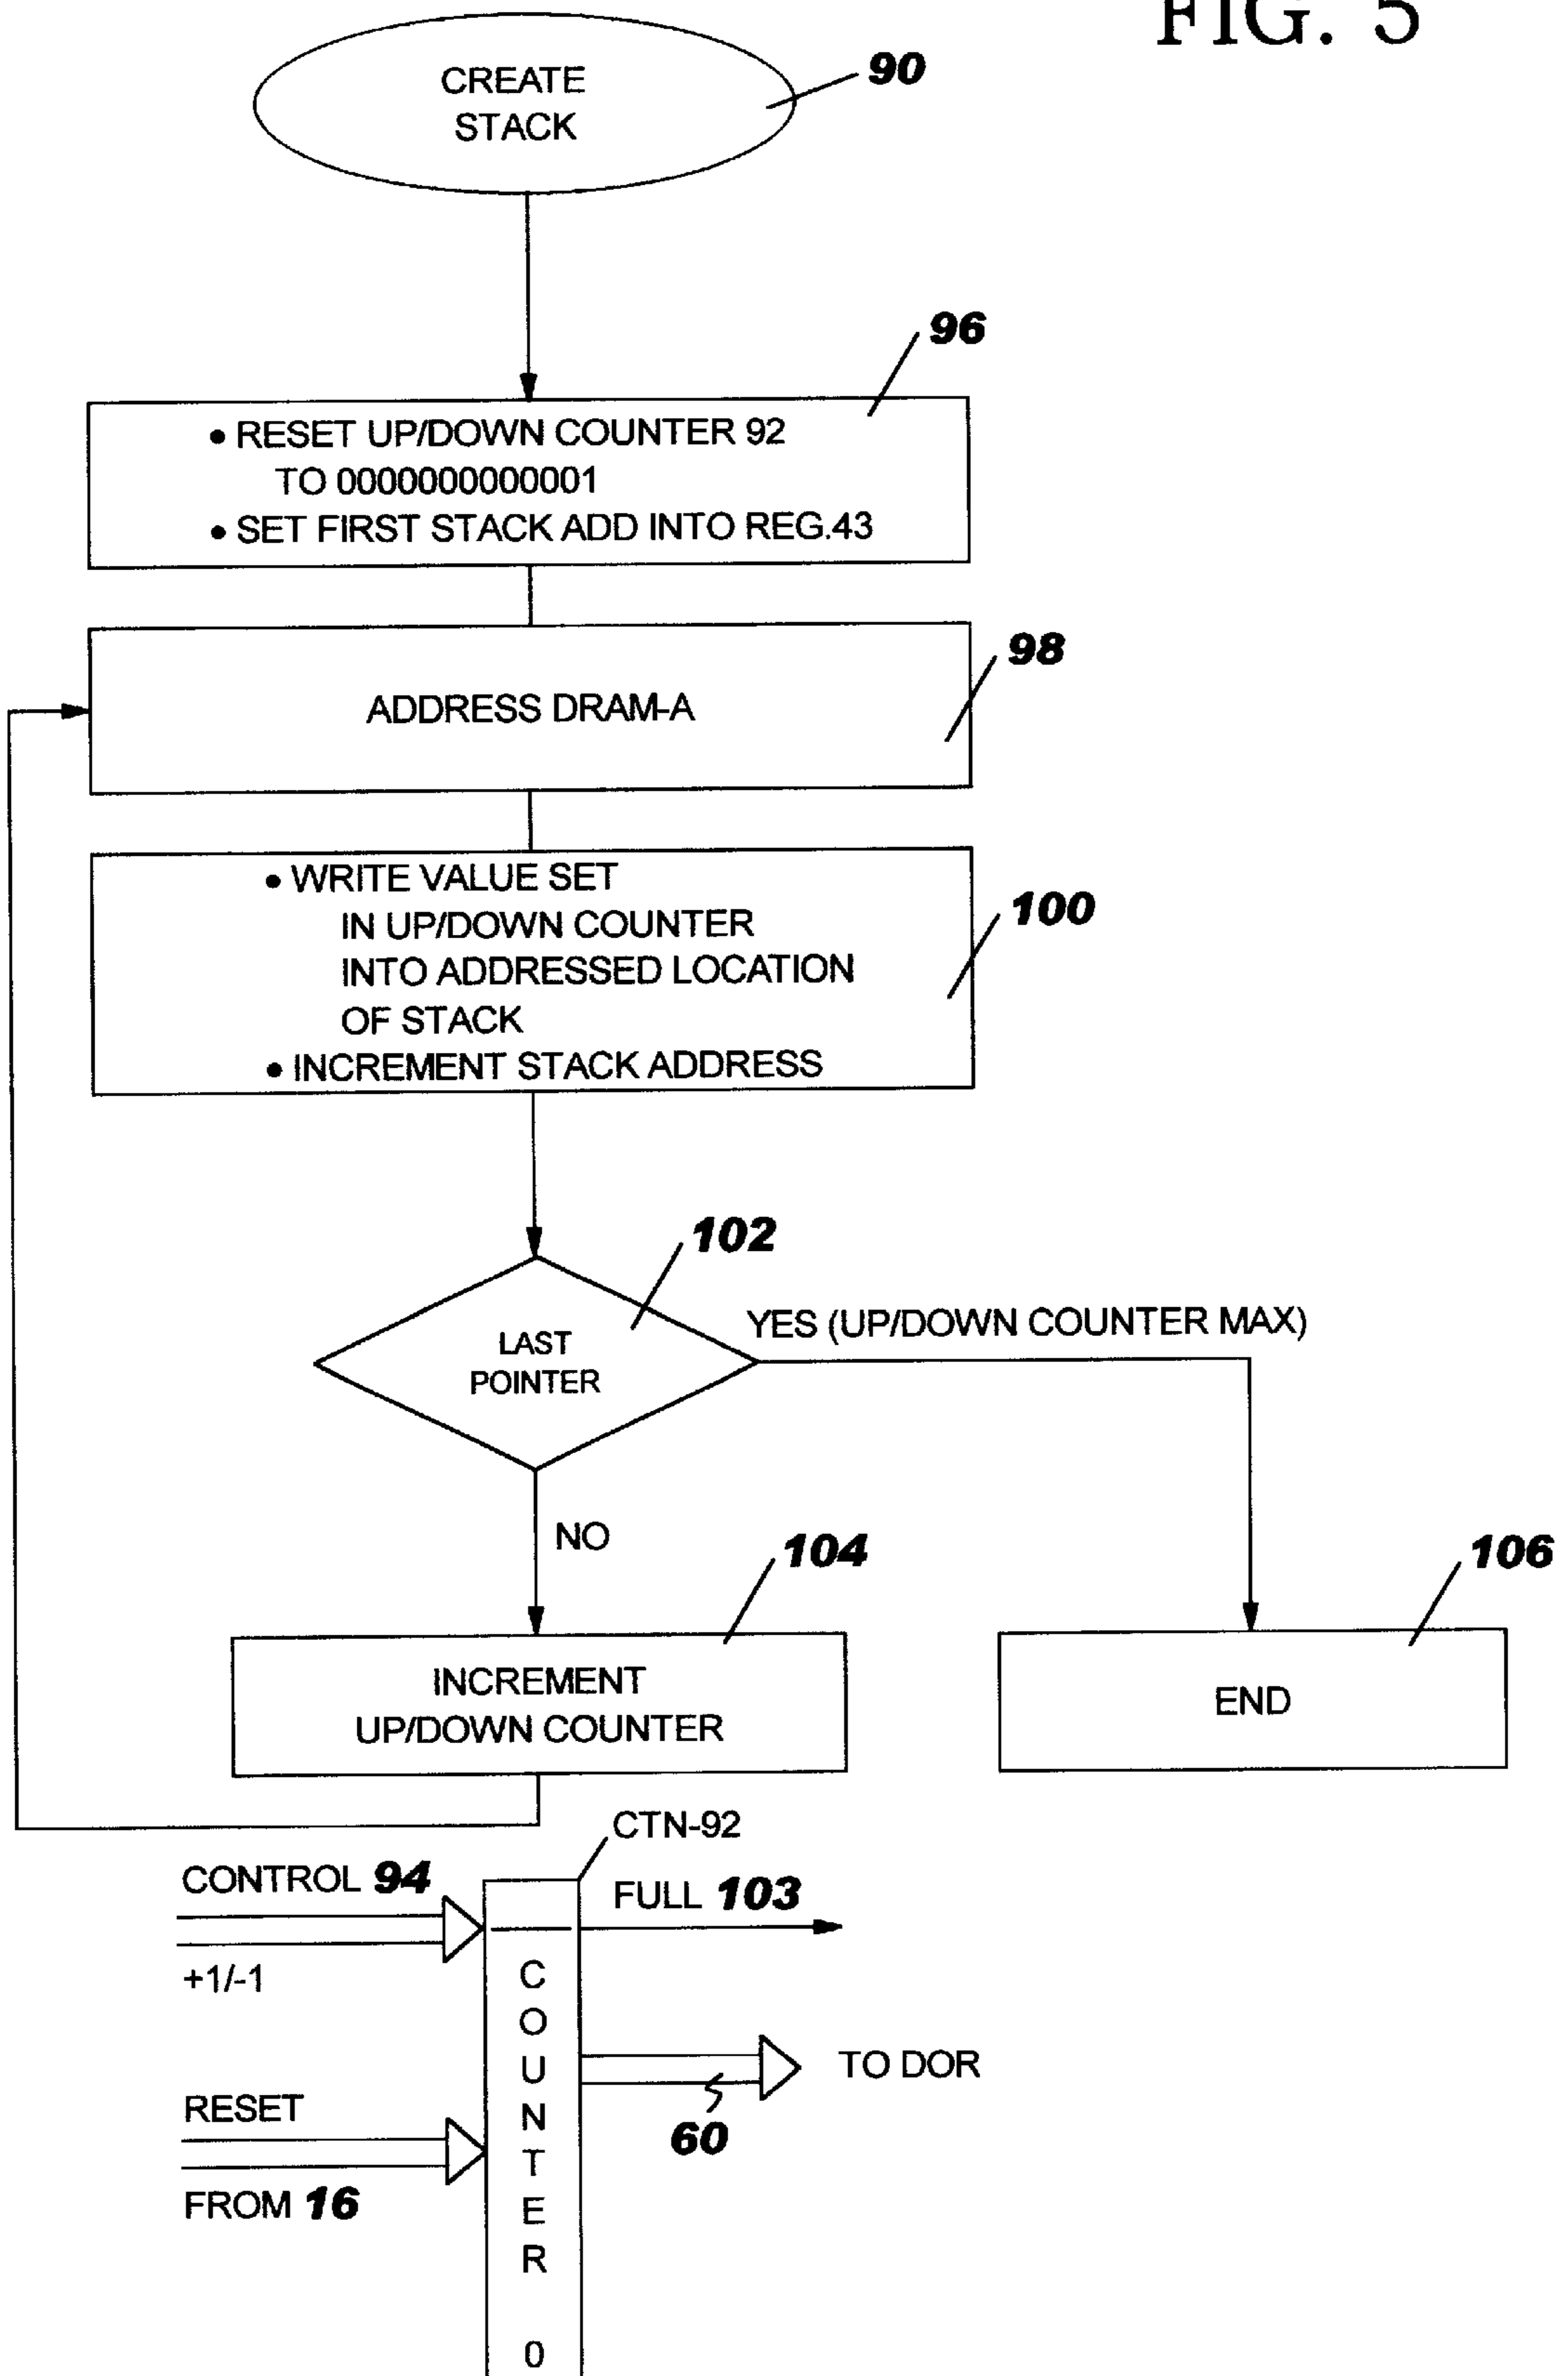 FIG. 5
CREATE
STACK
90
96
• RESET UP/DOWN COUNTER 92
TO 0000000000001
• SET FIRST STACK ADD INTO REG.43
98
ADDRESS DRAM-A
• WRITE VALUE SET
IN UP/DOWN COUNTER
INTO ADDRESSED LOCATION
OF STACK
• INCREMENT STACK ADDRESS
100
102
LAST
POINTER
YES (UP/DOWN COUNTER MAX)
NO
104
106
INCREMENT
UP/DOWN COUNTER
END
CTN-92
CONTROL 94
FULL 103
+1/-1
COUNTER 0
TO DOR
60
RESET
FROM 16